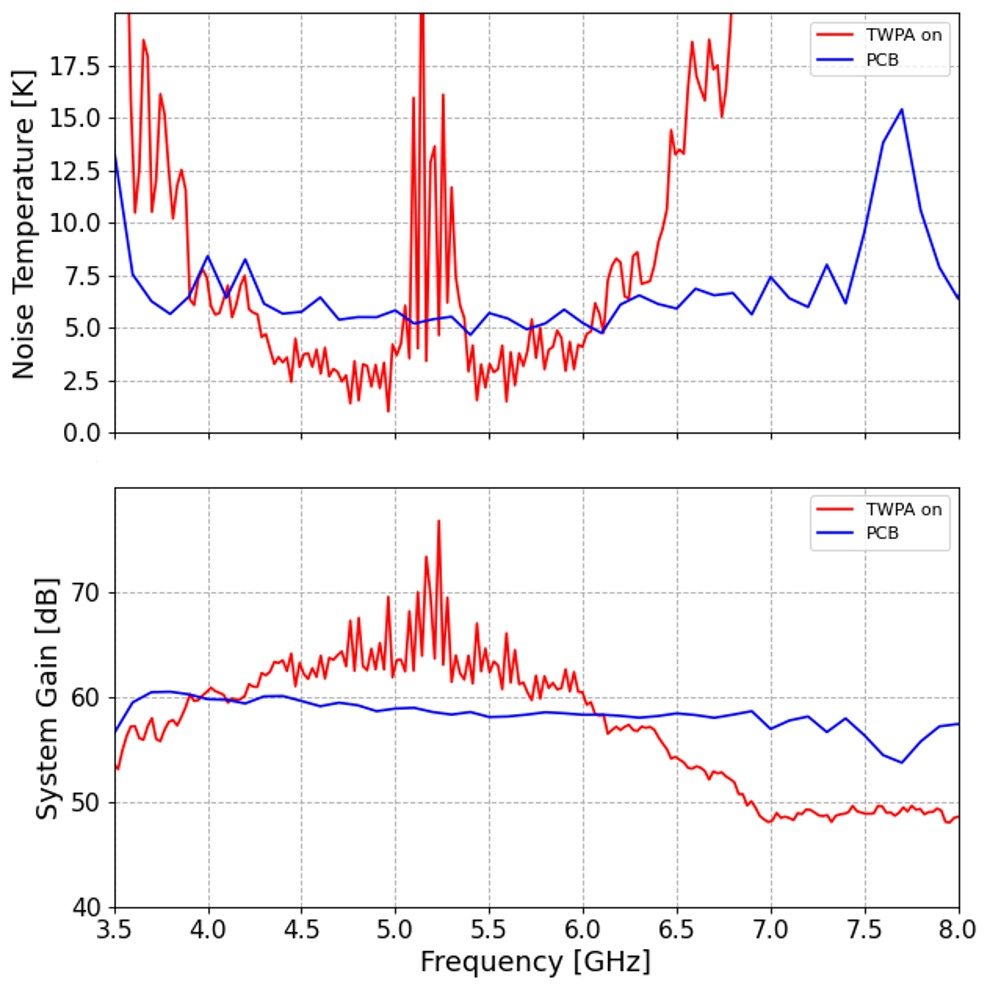 Noise Temperature [K]
17.5
15.0
12.5
10.0
7.5
5.0
2.5
0.0
TWPA on
PCB
System Gain [dB]
70
60
50
40
TWPA on
PCB
3.5 4.0 4.5 5.0 5.5 6.0 6.5 7.0 7.5 8.0
Frequency [GHz]